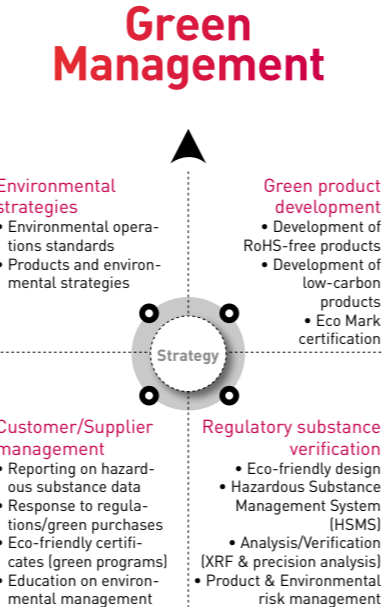 Green
Management
Environmental
strategies
• Environmental opera-
tions standards
• Products and environ-
mental strategies
Green product
development
• Development of
RoHS-free products
• Development of
low-carbon
products
• Eco Mark
certification
Strategy
Customer/Supplier
management
• Reporting on hazard-
ous substance data
• Response to regula-
tions/green purchases
• Eco-friendly certifi-
cates (green programs)
• Education on environ-
mental management
Regulatory substance
verification
• Eco-friendly design
• Hazardous Substance
Management System
(HSMS)
• Analysis/Verification
(XRF & precision analysis)
• Product & Environmental
risk management